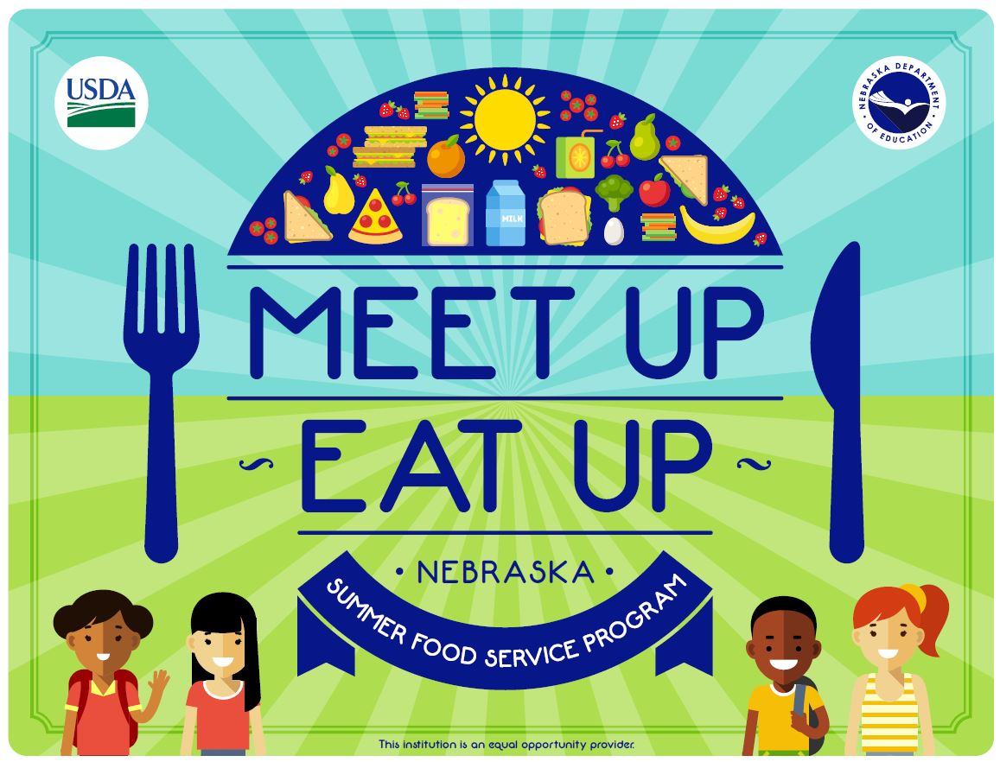 USDA
NEBRASKA DEPARTMENT
• OF EDUCATION •
MILK
MEET UP
~ EAT UP ~
• NEBRASKA •
SUMMER FOOD SERVICE PROGRAM
This institution is an equal opportunity provider.